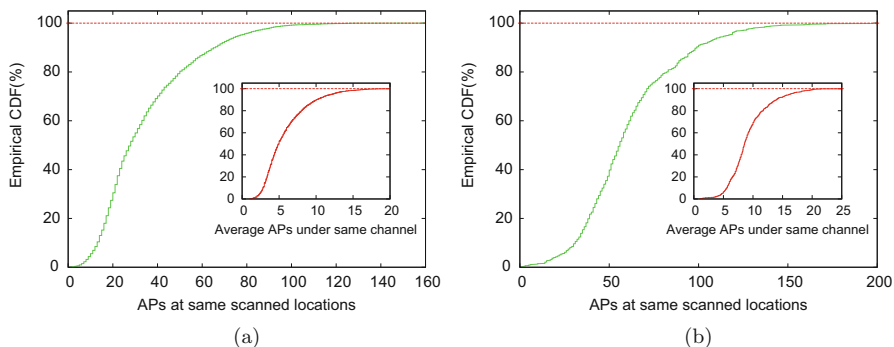 100
80
60
40
20
0
Empirical CDF(%)
0 20 40 60 80 100 120 140 160
APs at same scanned locations
100
80
60
40
20
0
0 5 10 15 20
Average APs under same channel
(a)
100
80
60
40
20
0
Empirical CDF(%)
0 50 100 150 200
APs at same scanned locations
100
80
60
40
20
0
0 5 10 15 20 25
Average APs under same channel
(b)